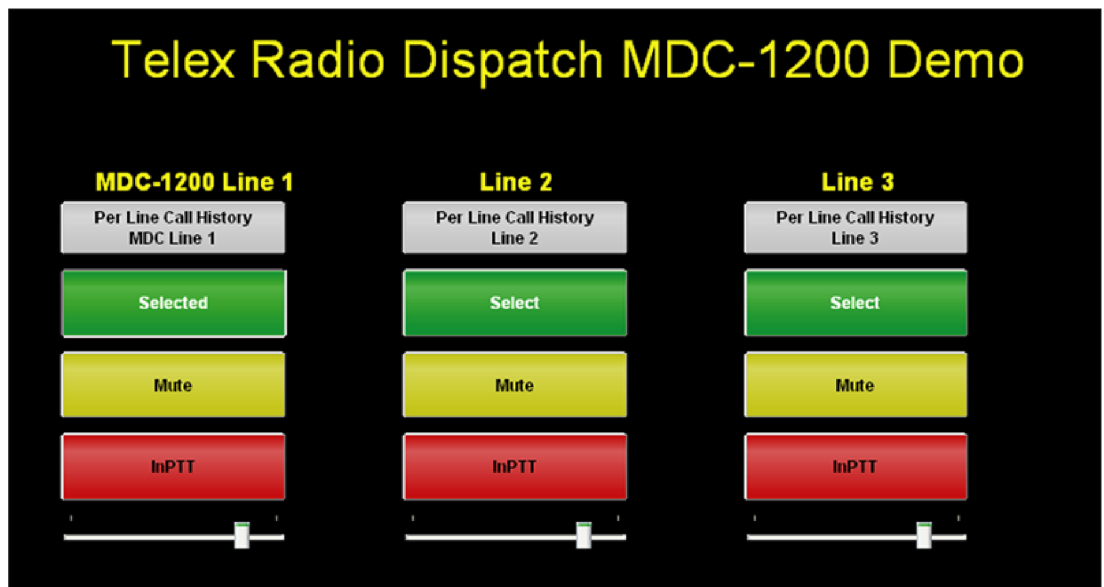 Telex Radio Dispatch MDC-1200 Demo
MDC-1200 Line 1
Line 2
Line 3
Per Line Call History
MDC Line 1
Per Line Call History
Line 2
Per Line Call History
Line 3
Selected
Select
Select
Mute
Mute
Mute
InPTT
InPTT
InPTT